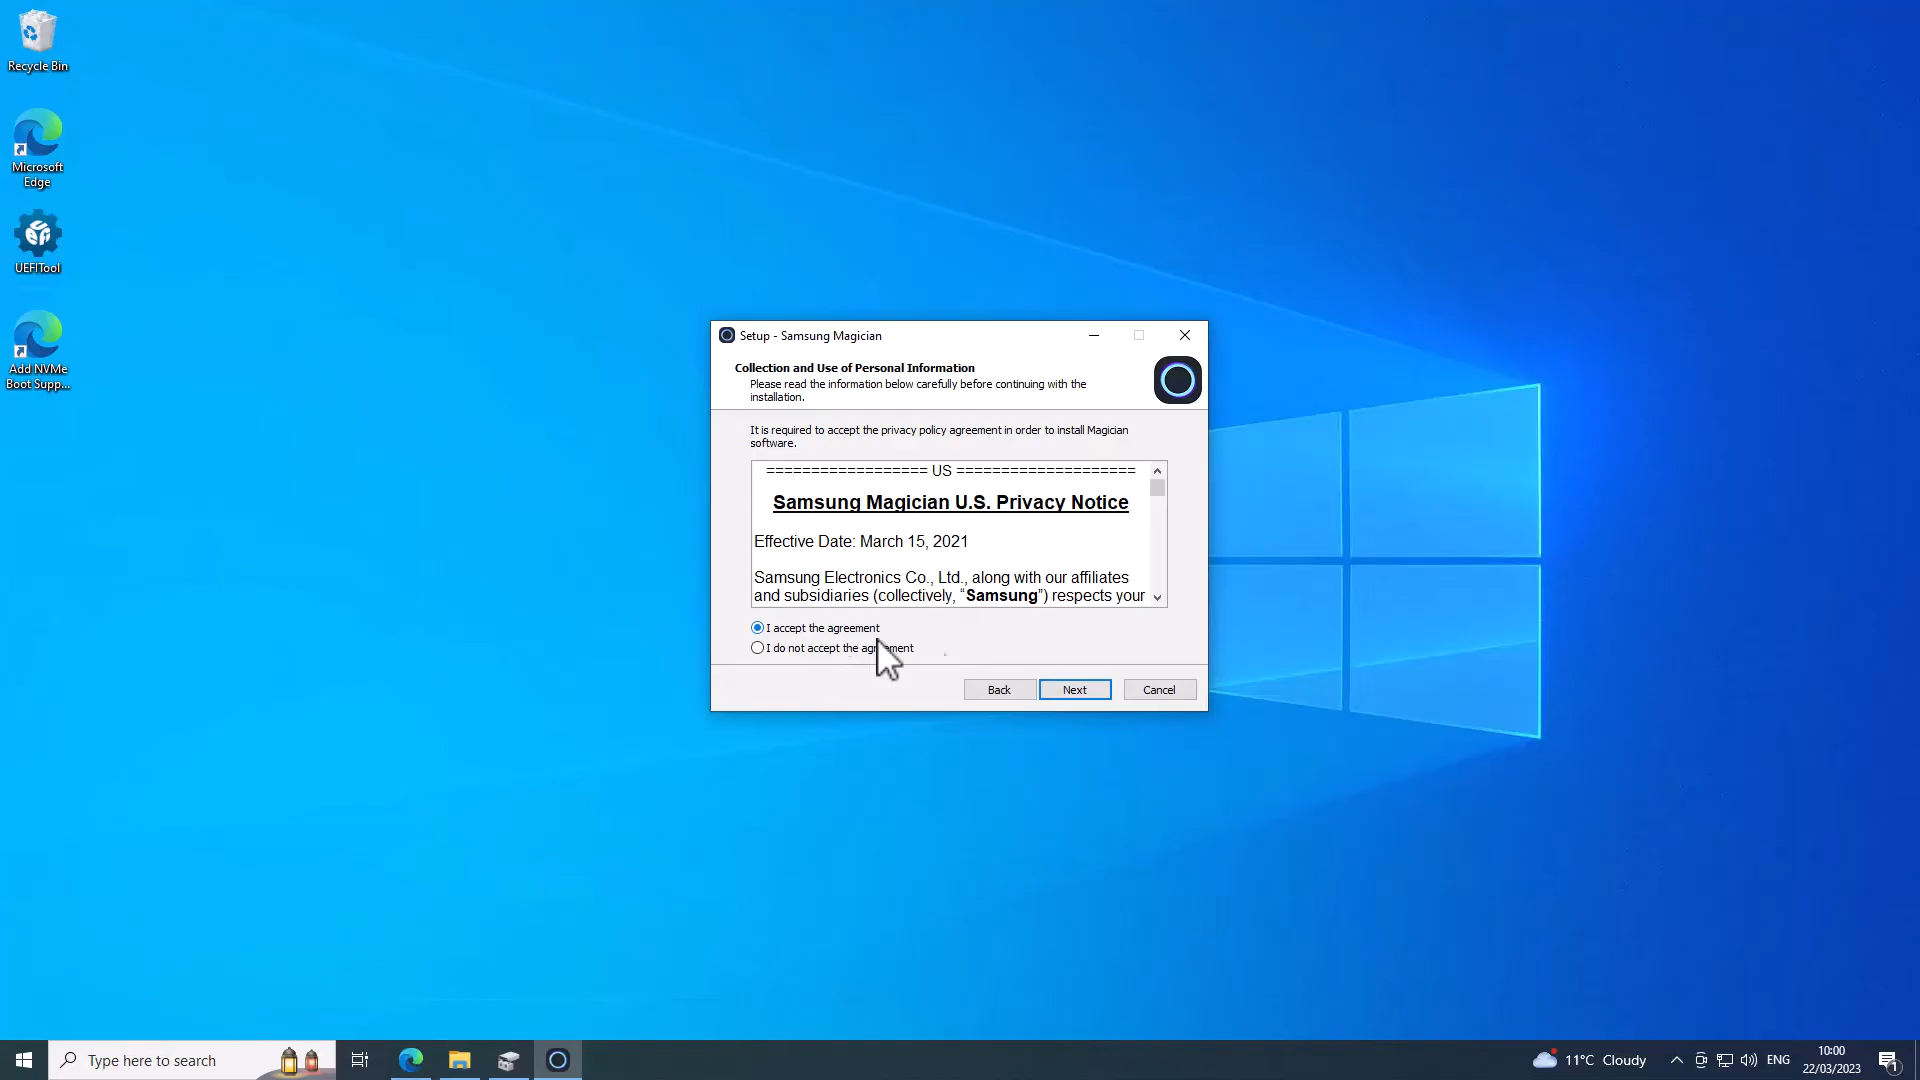 Recycle Bin
Microsoft
Edge
UEFITool
Add NVMe
Boot Supp...
Setup - Samsung Magician
Collection and Use of Personal Information
Please read the information below carefully before continuing with the
installation.
It is required to accept the privacy policy agreement in order to install Magician
software.
================== US ====================
Samsung Magician U.S. Privacy Notice
Effective Date: March 15, 2021
Samsung Electronics Co., Ltd., along with our affiliates
and subsidiaries (collectively, “Samsung”) respects your
I accept the agreement
I do not accept the agreement
Back
Next
Cancel
Type here to search
11°C Cloudy
ENG
10:00
22/03/2023
1